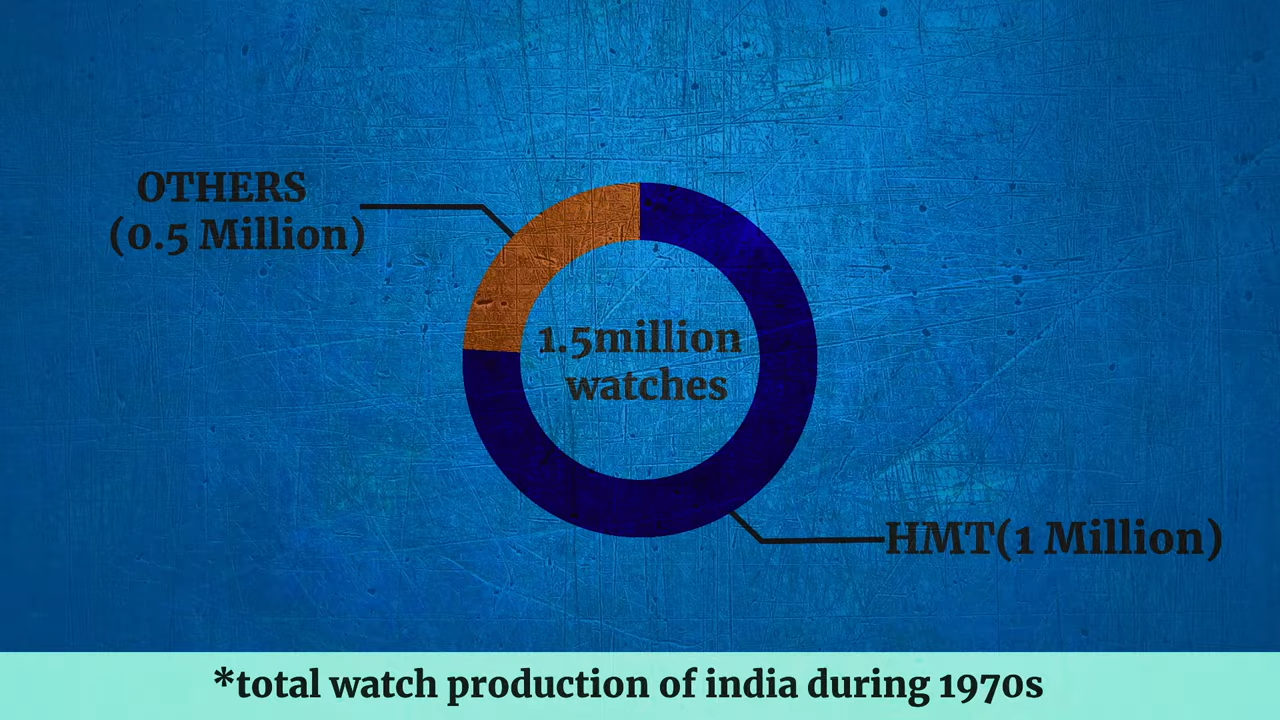 OTHERS
(0.5 Million)
1.5million
watches
HMT(1 Million)
*total watch production of india during 1970s